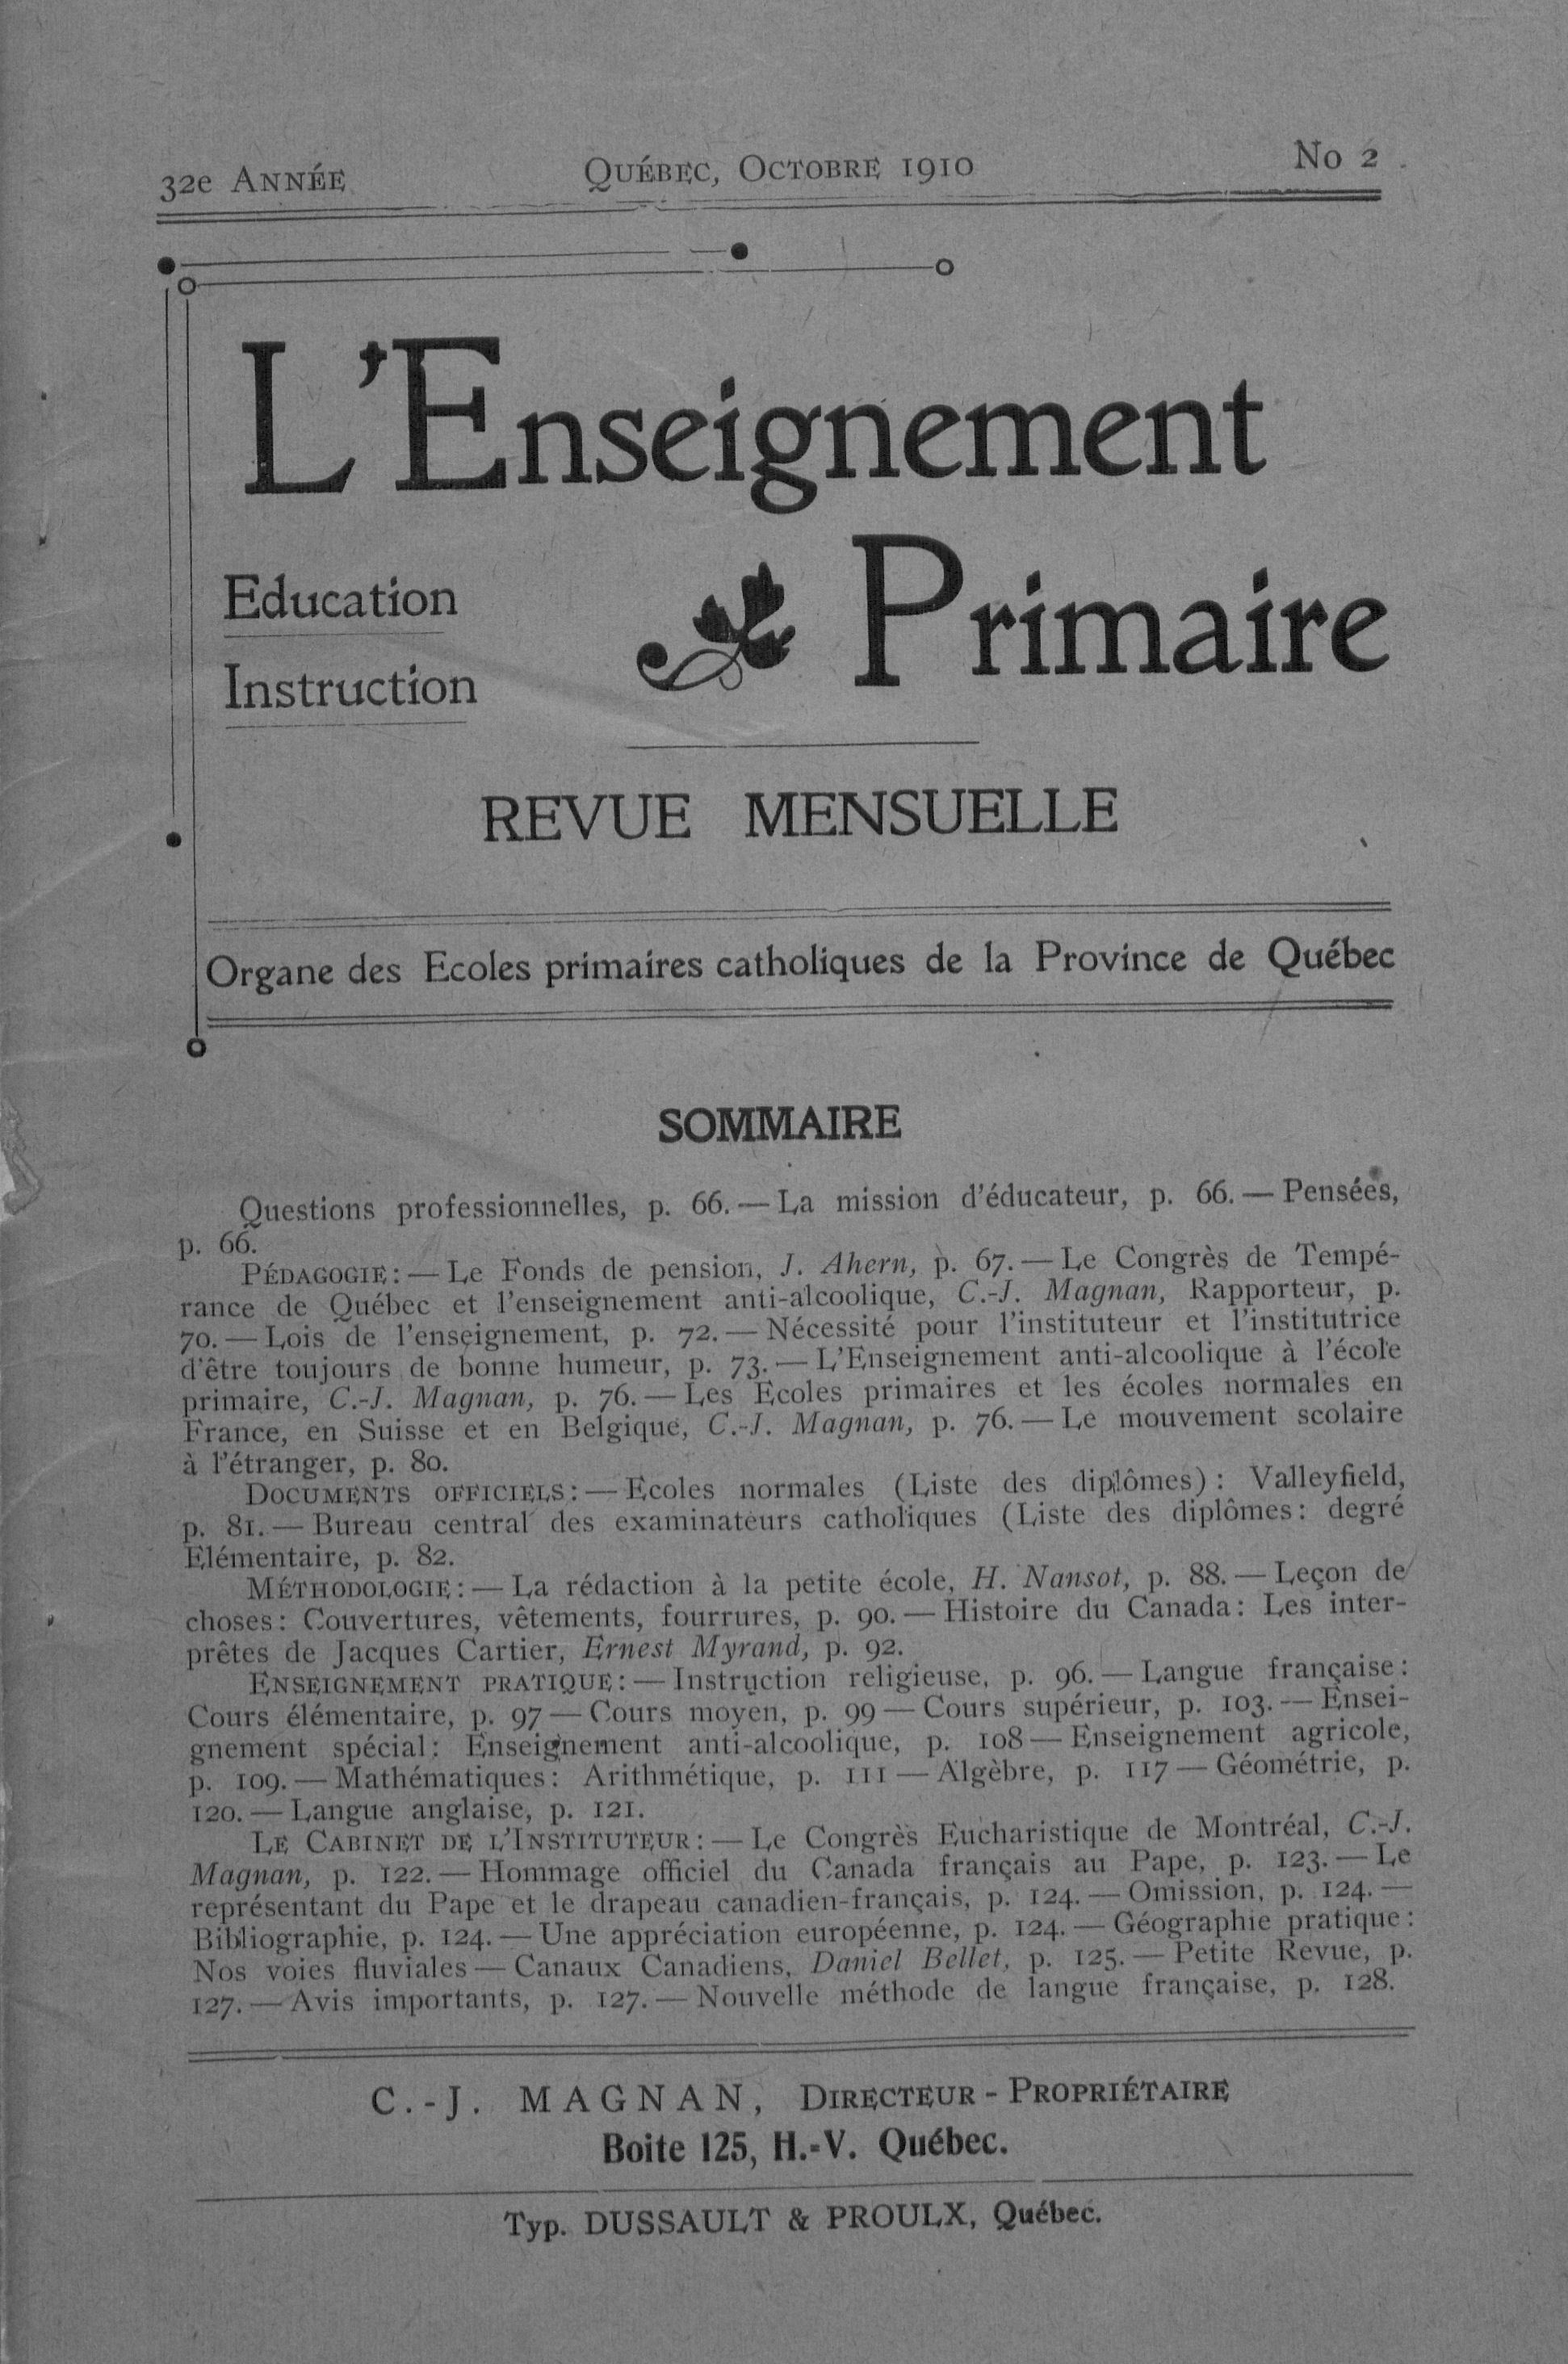 32e ANNÉE QUÉBEC, OCTOBRE 1910 No 2
L'Enseignement
Primaire
Education
Instruction
REVUE MENSUELLE
Organe des Ecoles primaires catholiques de la Province de Québec
SOMMAIRE
Questions professionnelles, p. 66. — La mission d'éducateur, p. 66. — Pensées,
p. 66.
PÉDAGOGIE: — Le Fonds de pension, J. Ahern, p. 67. — Le Congrès de Tempé-
rance de Québec et l'enseignement anti-alcoolique, C.-J. Magnan, Rapporteur, p.
70. — Lois de l'enseignement, p. 72. — Nécessité pour l'instituteur et l'institutrice
d'être toujours de bonne humeur, p. 73. — L'Enseignement anti-alcoolique à l'école
primaire, C.-J. Magnan, p. 76. — Les Ecoles primaires et les écoles normales en
France, en Suisse et en Belgique, C.-J. Magnan, p. 76. — Le mouvement scolaire
à l'étranger, p. 80.
DOCUMENTS OFFICIELS: — Ecoles normales (Liste des diplômes): Valleyfield,
p. 81. — Bureau central des examinateurs catholiques (Liste des diplômes: degré
Elémentaire, p. 82.
MÉTHODOLOGIE: — La rédaction à la petite école, H. Nansot, p. 88. — Leçon de
choses: Couvertures, vêtements, fourrures, p. 90. — Histoire du Canada: Les inter-
prêtes de Jacques Cartier, Ernest Myrand, p. 92.
ENSEIGNEMENT PRATIQUE: — Instruction religieuse, p. 96. — Langue française:
Cours élémentaire, p. 97 — Cours moyen, p. 99 — Cours supérieur, p. 103. — Ensei-
gnement spécial: Enseignement anti-alcoolique, p. 108 — Enseignement agricole,
p. 109. — Mathématiques: Arithmétique, p. 111 — Algèbre, p. 117 — Géométrie, p.
120. — Langue anglaise, p. 121.
LE CABINET DE L'INSTITUTEUR: — Le Congrès Eucharistique de Montréal, C.-J.
Magnan, p. 122. — Hommage officiel du Canada français au Pape, p. 123. — Le
représentant du Pape et le drapeau canadien-français, p. 124. — Omission, p. 124. —
Bibliographie, p. 124. — Une appréciation européenne, p. 124. — Géographie pratique:
Nos voies fluviales — Canaux Canadiens, Daniel Bellet, p. 125. — Petite Revue, p.
127. — Avis importants, p. 127. — Nouvelle méthode de langue française, p. 128.
C.-J. MAGNAN, DIRECTEUR-PROPRIÉTAIRE
Boite 125, H.-V. Québec.
Typ. DUSSAULT & PROULX, Québec.